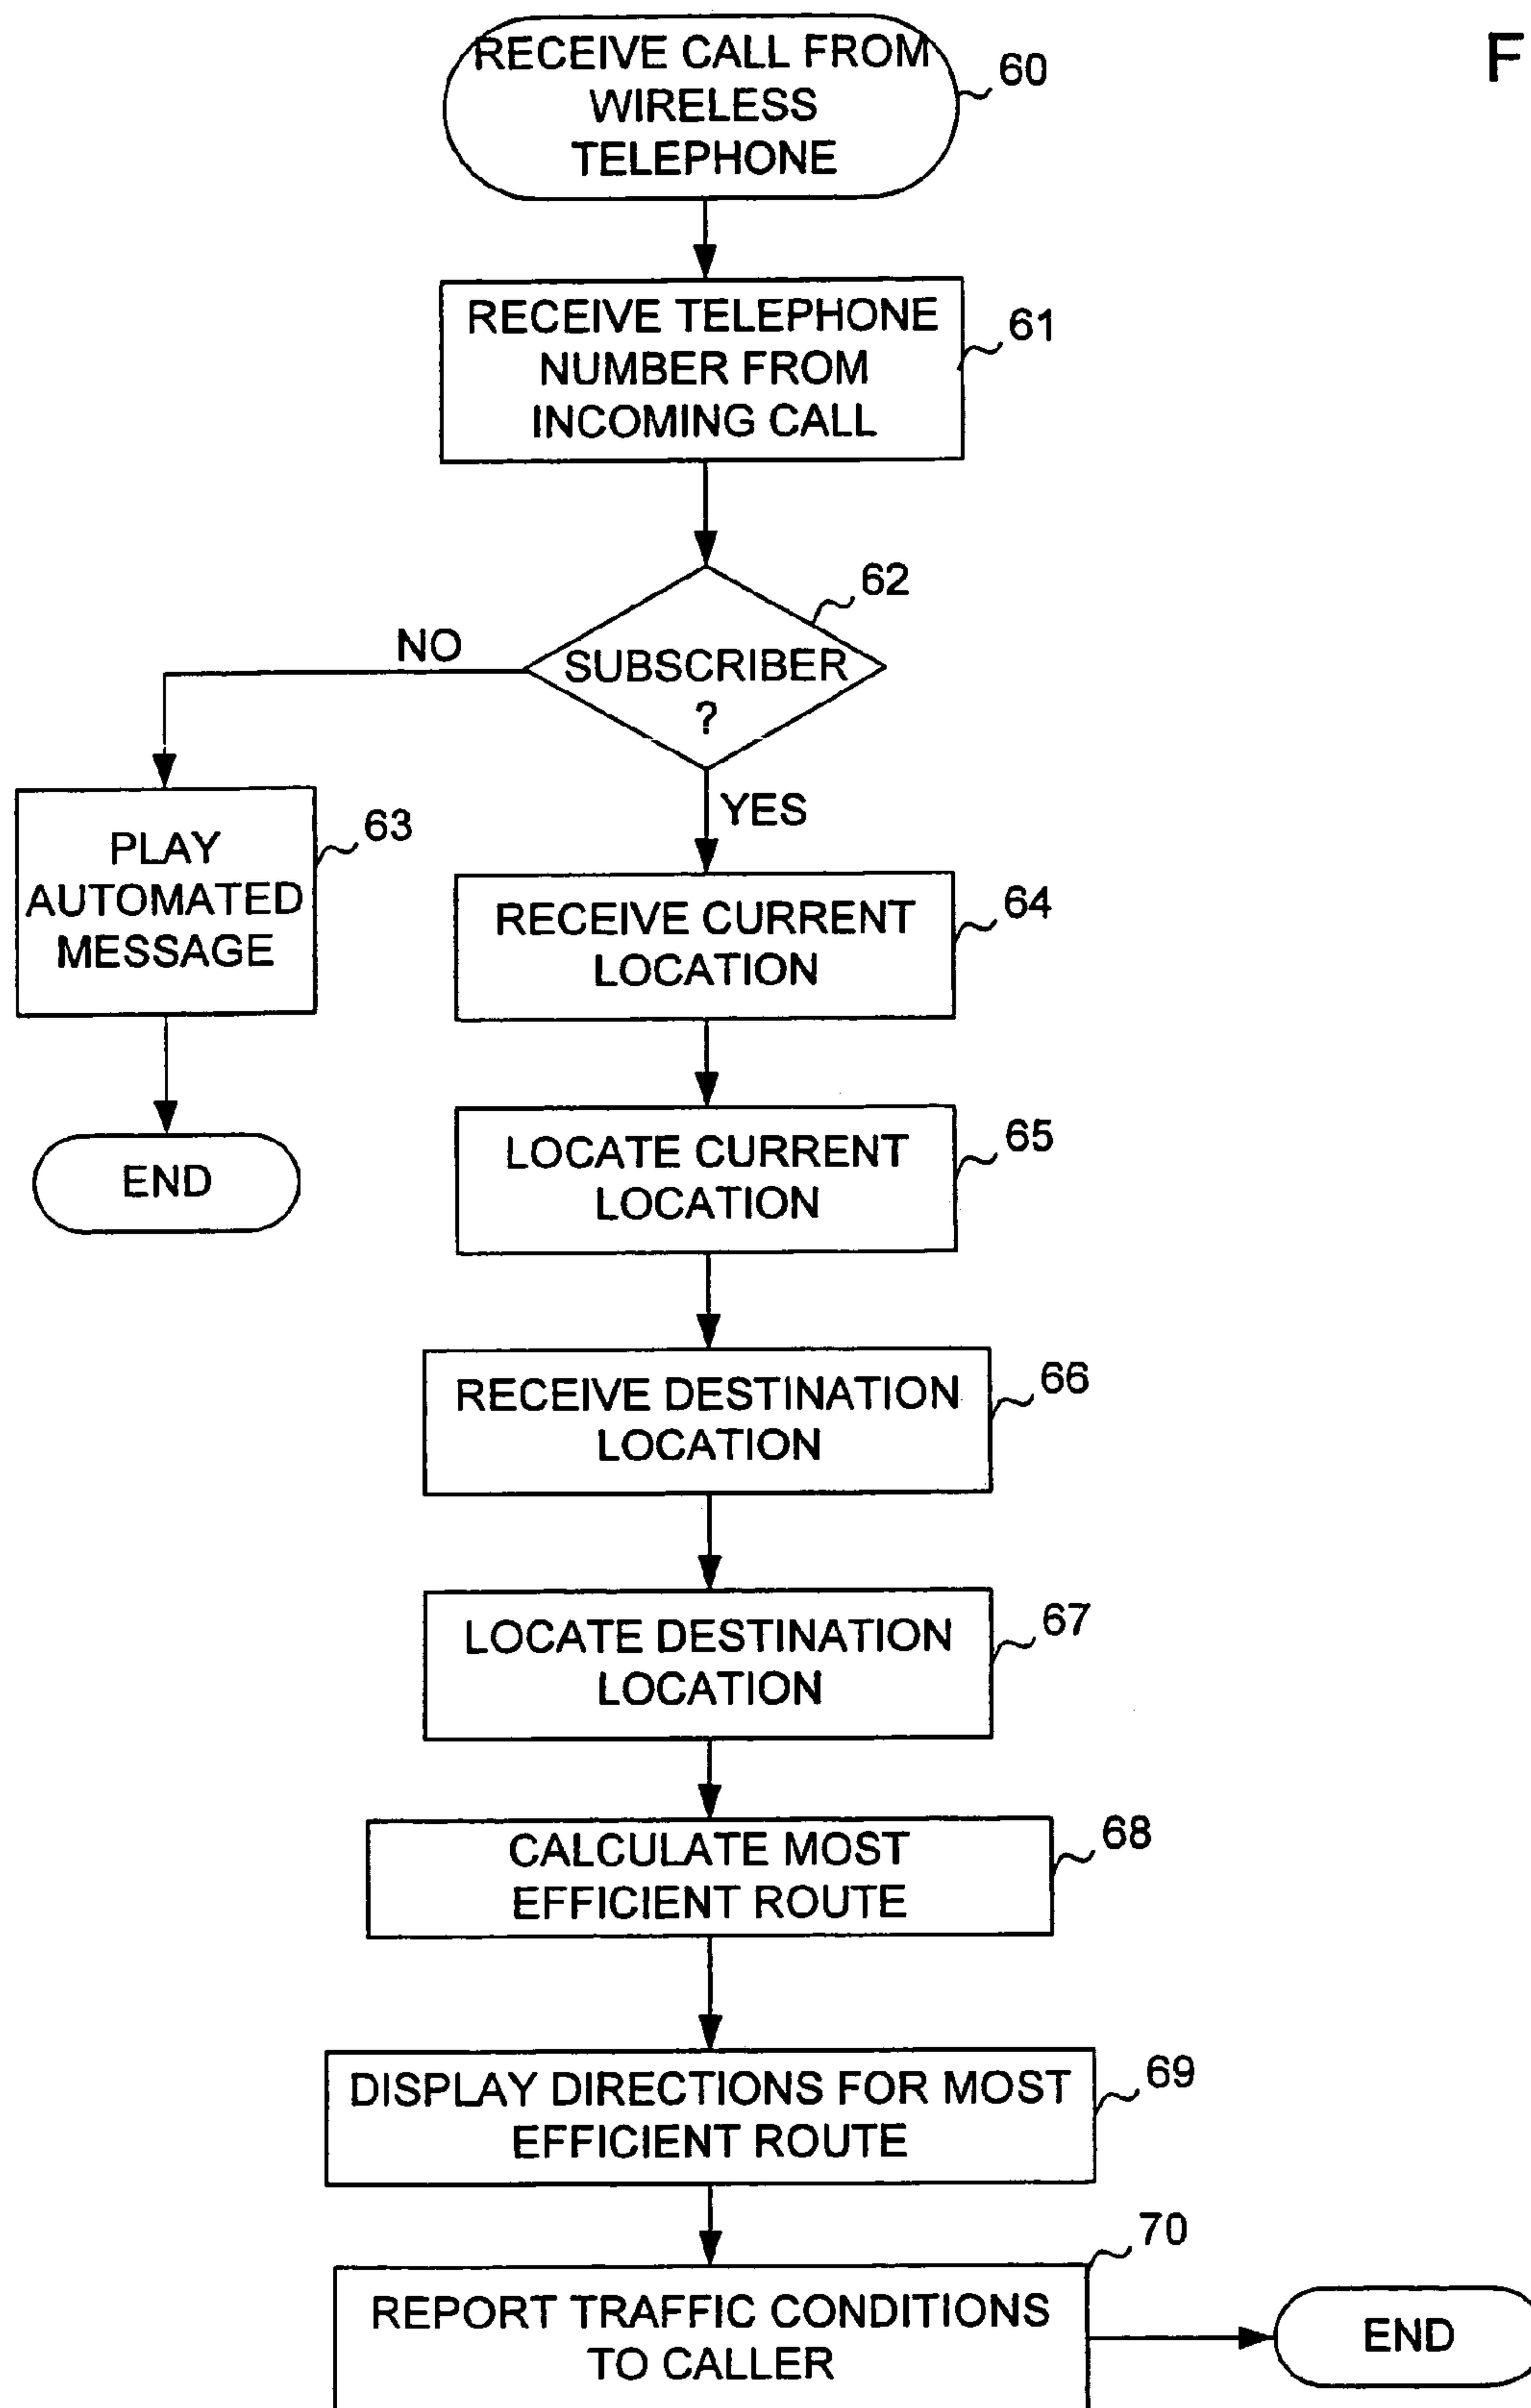 F
RECEIVE CALL FROM
WIRELESS
TELEPHONE
60
RECEIVE TELEPHONE
NUMBER FROM
INCOMING CALL
61
62
SUBSCRIBER
?
NO
YES
PLAY
AUTOMATED
MESSAGE
63
END
RECEIVE CURRENT
LOCATION
64
LOCATE CURRENT
LOCATION
65
RECEIVE DESTINATION
LOCATION
66
LOCATE DESTINATION
LOCATION
67
CALCULATE MOST
EFFICIENT ROUTE
68
DISPLAY DIRECTIONS FOR MOST
EFFICIENT ROUTE
69
70
REPORT TRAFFIC CONDITIONS
TO CALLER
END